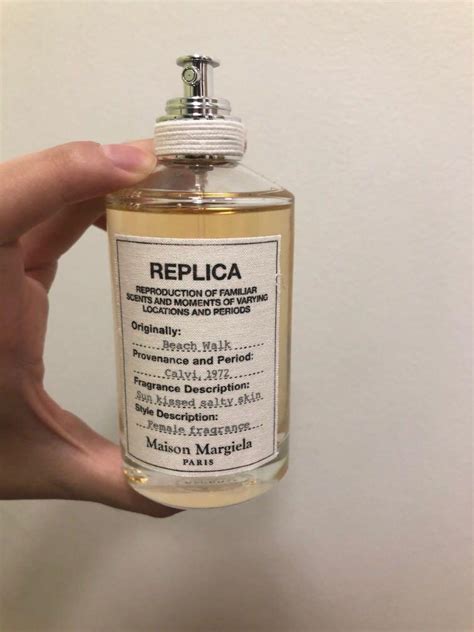 REPLICA
REPRODUCTION OF FAMILIAR
SCENTS AND MOMENTS OF VARYING
LOCATIONS AND PERIODS
Originally:
Beach Walk
Provenance and Period:
Calvi, 1972
Fragrance Description:
Sun kissed salty skin
Style Description:
Female fragrance
Maison Margiela
PARIS